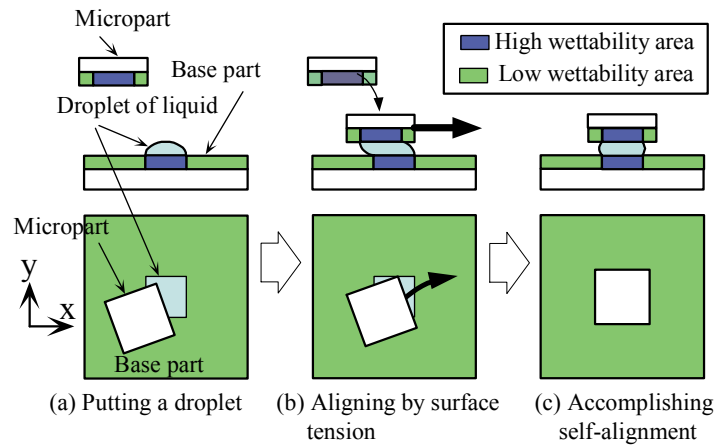 Micropart
Base part
Droplet of liquid
High wettability area
Low wettability area
Micropart
y
x
Base part
(a) Putting a droplet
(b) Aligning by surface
tension
(c) Accomplishing
self-alignment